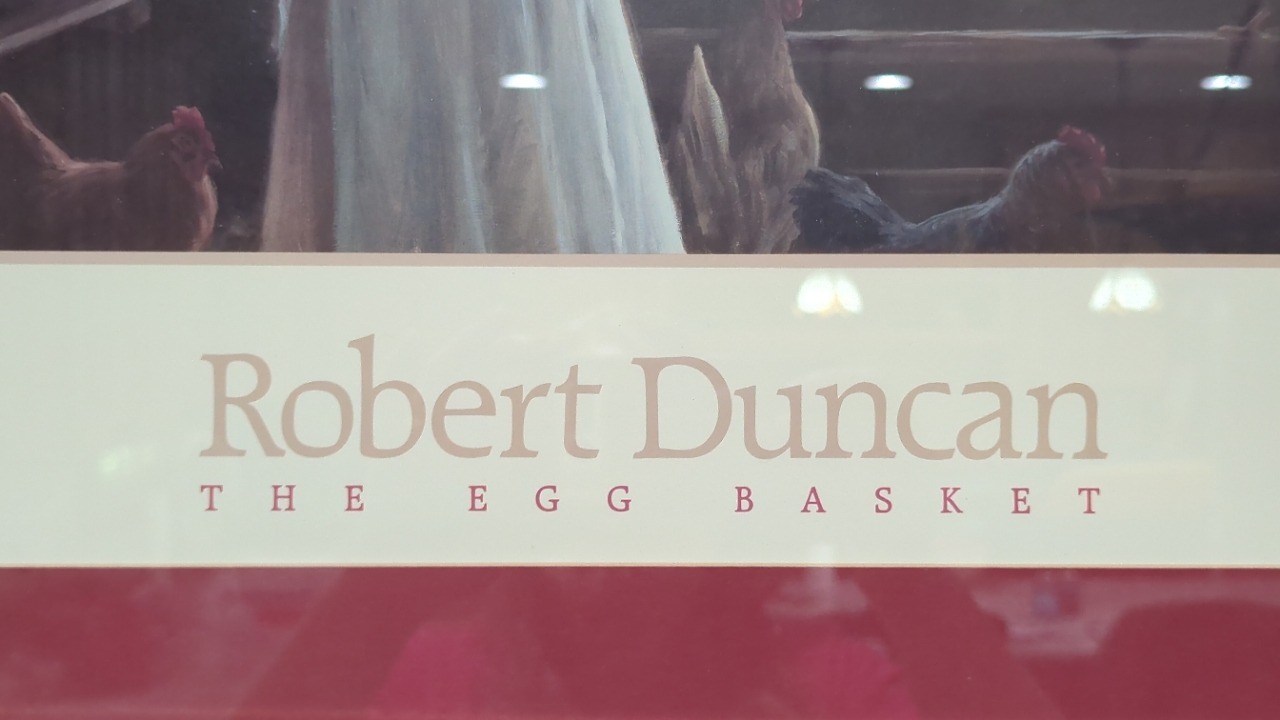 Robert Duncan
THE EGG BASKET